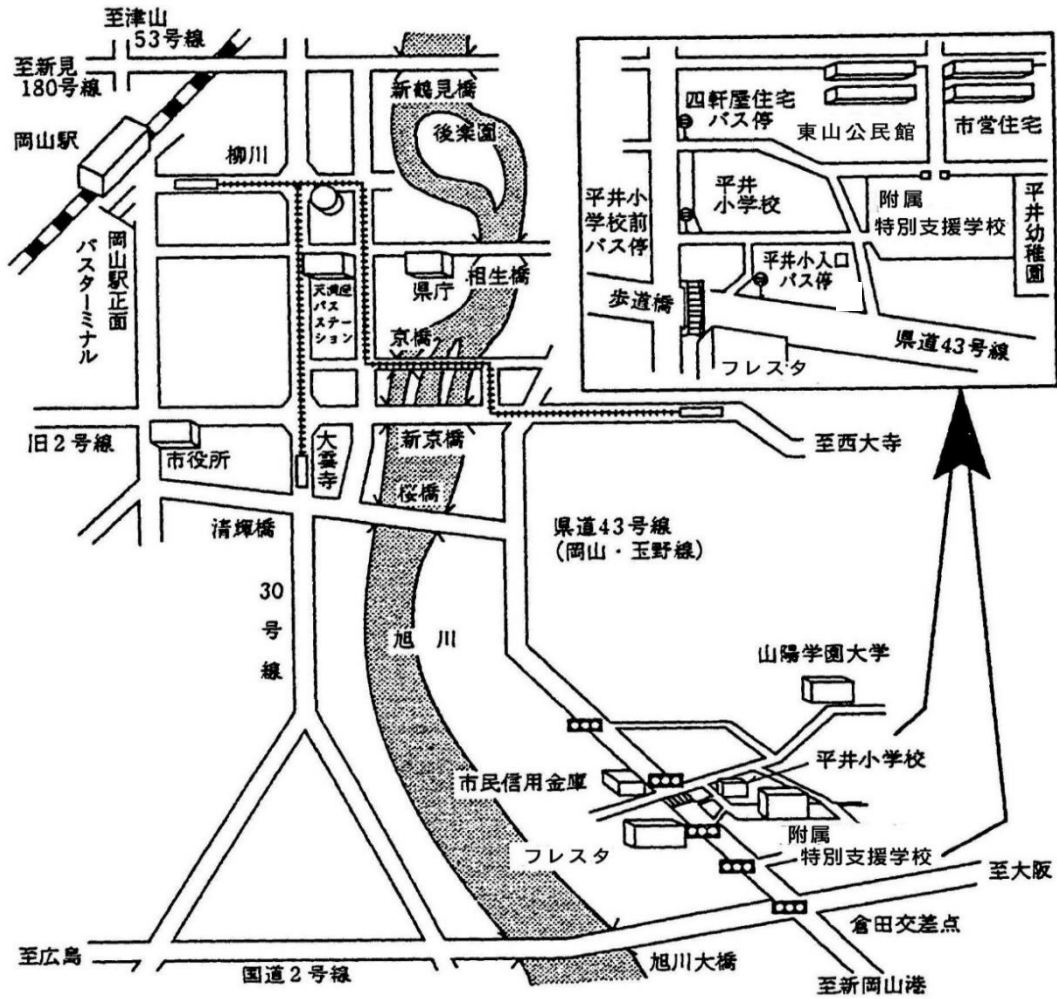 至津山
53号線
至新見
180号線
岡山駅
柳川
新鶴見橋
後楽園
岡山駅正面
バスターミナル
天満屋
バス
ステー
ション
県庁
相生橋
京橋
旧2号線
市役所
大雲寺
新京橋
至西大寺
清輝橋
桜橋
県道43号線
(岡山・玉野線)
30号線
旭川
山陽学園大学
市民信用金庫
平井小学校
フレスタ
附属
特別支援学校
至大阪
倉田交差点
至広島
国道2号線
旭川大橋
至新岡山港
四軒屋住宅
バス停
東山公民館
市営住宅
平井小
学校前
バス停
平井
小学校
附属
特別支援学校
平井幼稚園
平井小入口
バス停
歩道橋
県道43号線
フレスタ